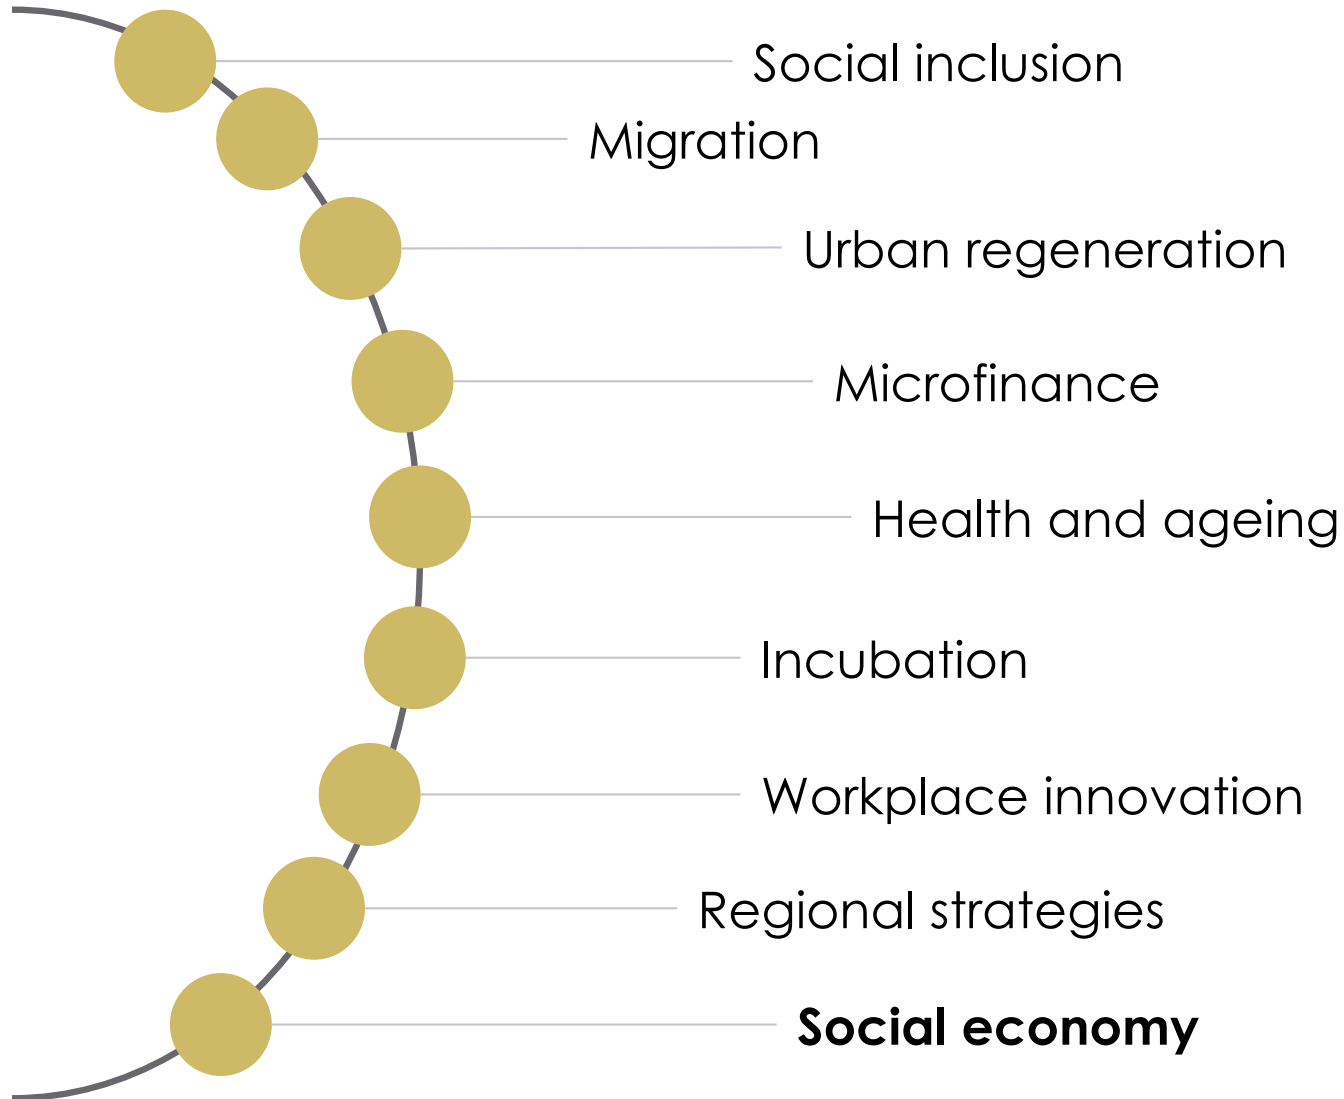 Social inclusion
Migration
Urban regeneration
Microfinance
Health and ageing
Incubation
Workplace innovation
Regional strategies
Social economy